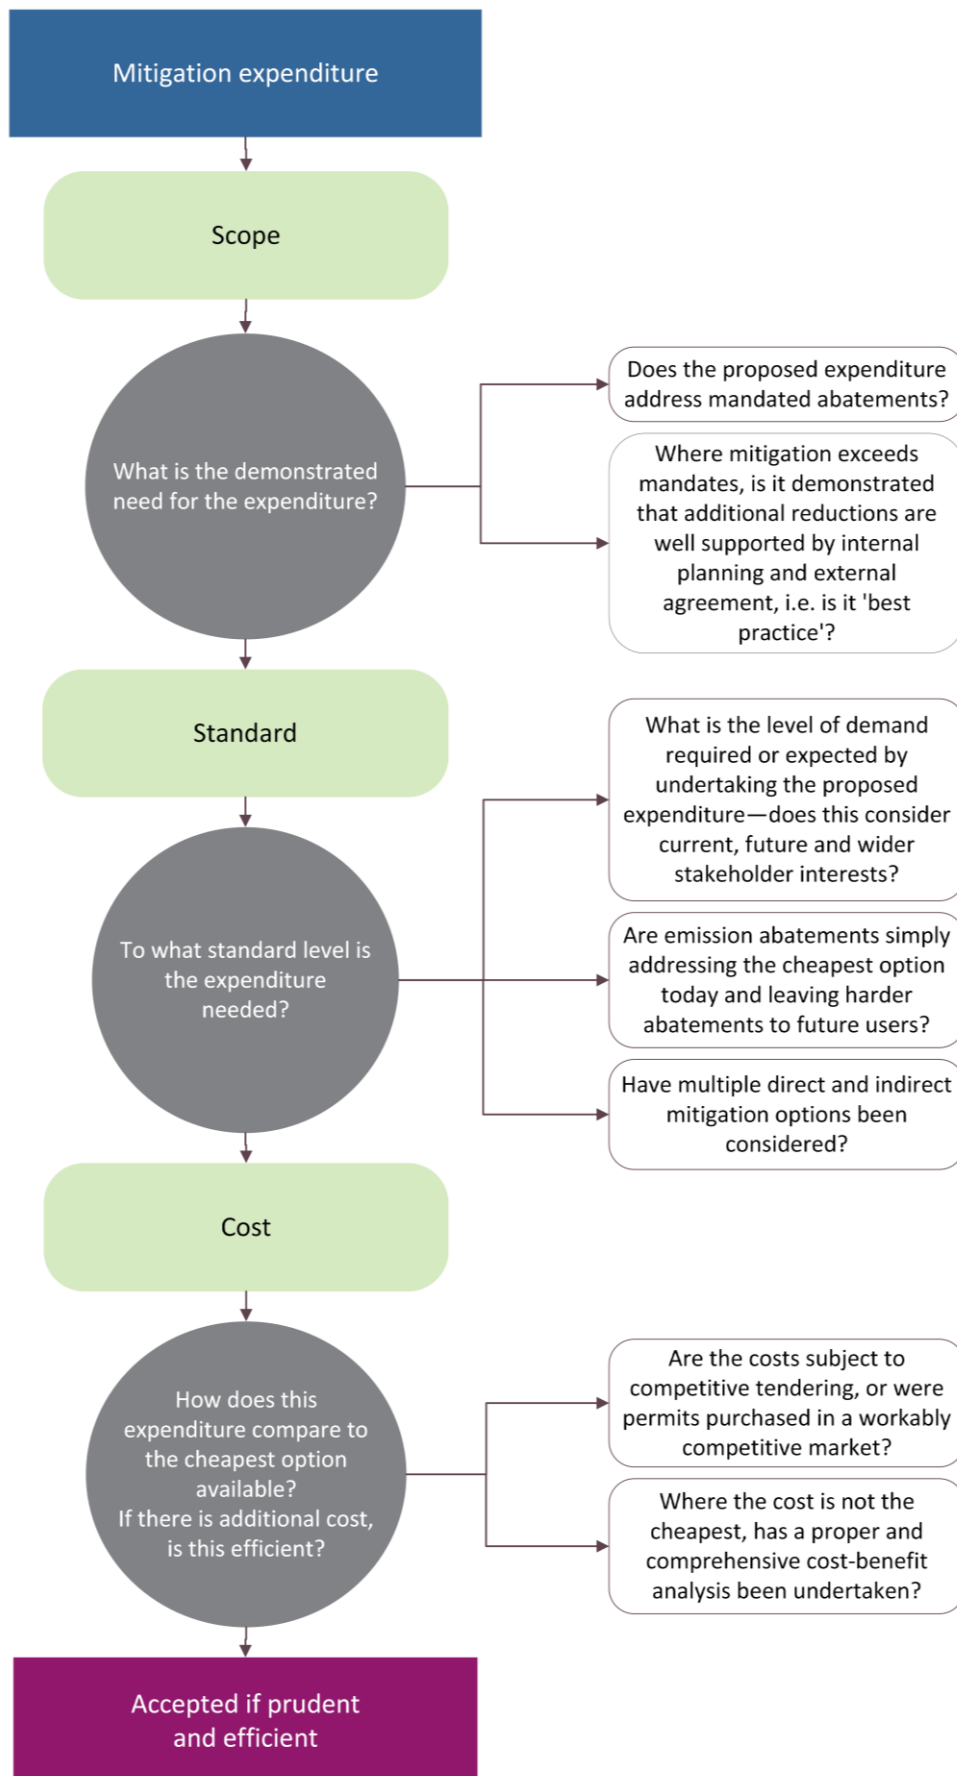 Mitigation expenditure
Scope
What is the demonstrated
need for the expenditure?
Does the proposed expenditure
address mandated abatements?
Where mitigation exceeds
mandates, is it demonstrated
that additional reductions are
well supported by internal
planning and external
agreement, i.e. is it 'best
practice'?
Standard
To what standard level is
the expenditure
needed?
What is the level of demand
required or expected by
undertaking the proposed
expenditure—does this consider
current, future and wider
stakeholder interests?
Are emission abatements simply
addressing the cheapest option
today and leaving harder
abatements to future users?
Have multiple direct and indirect
mitigation options been
considered?
Cost
How does this
expenditure compare to
the cheapest option
available?
If there is additional cost,
is this efficient?
Are the costs subject to
competitive tendering, or were
permits purchased in a workably
competitive market?
Where the cost is not the
cheapest, has a proper and
comprehensive cost-benefit
analysis been undertaken?
Accepted if prudent
and efficient